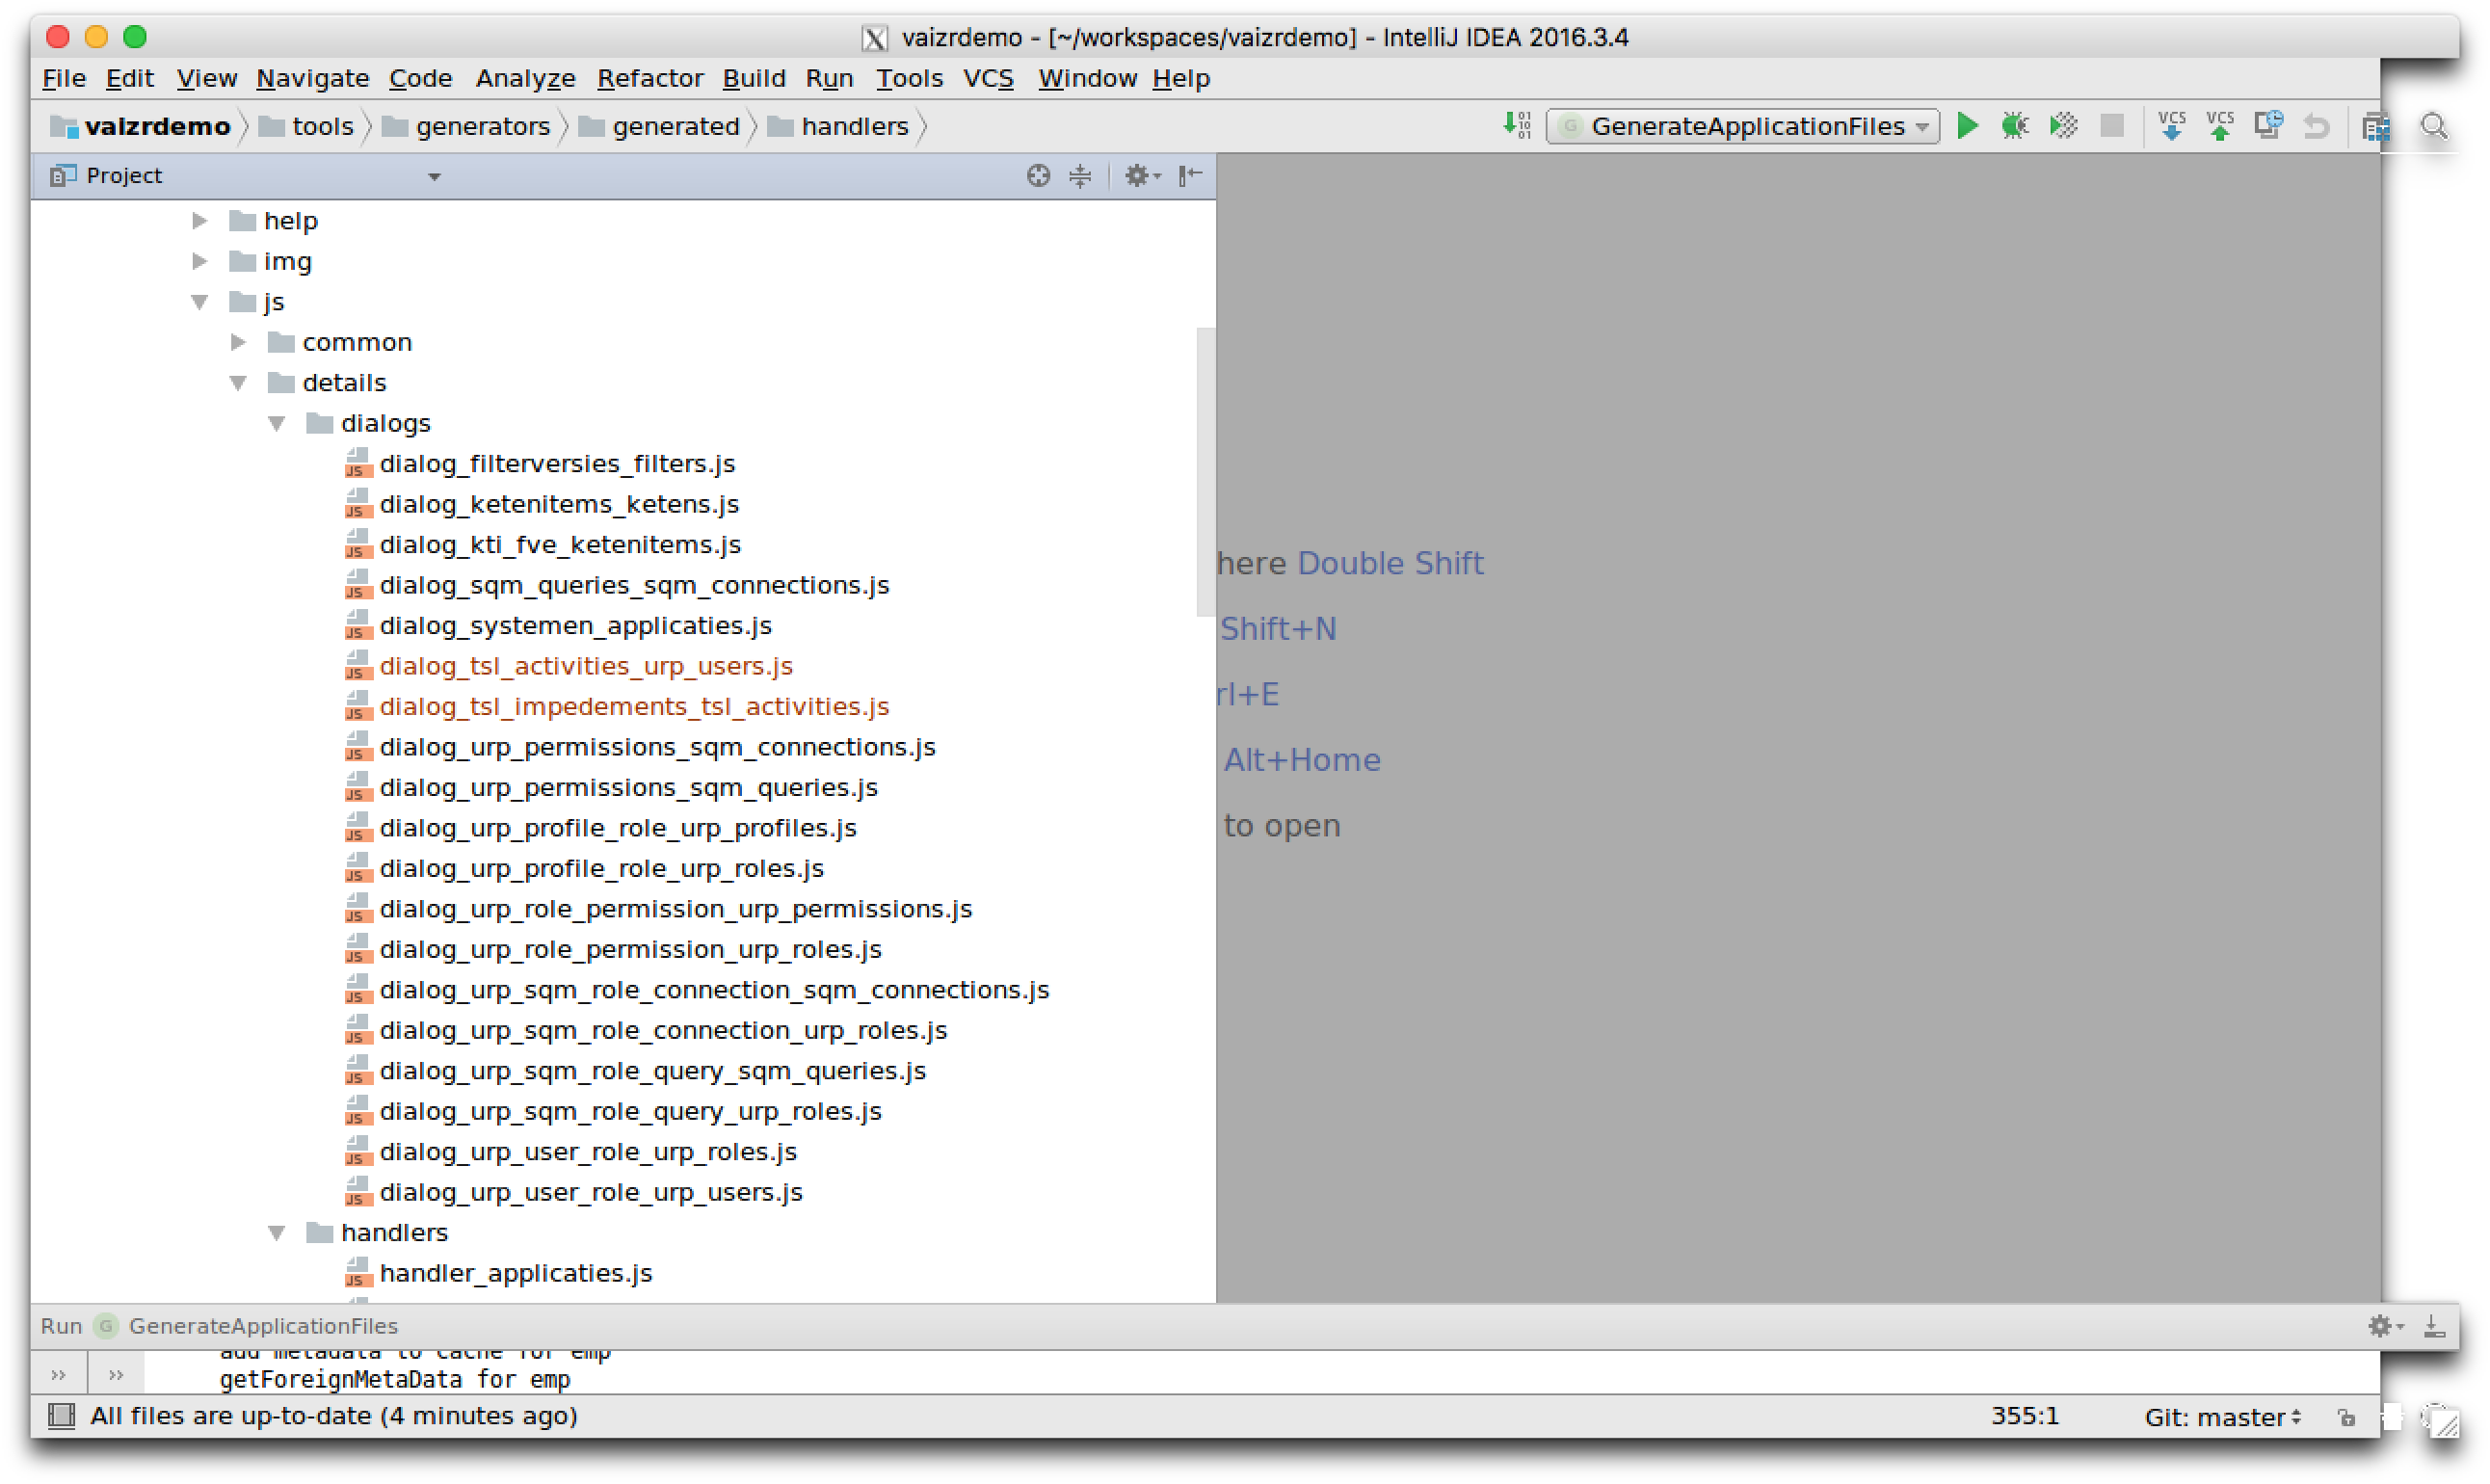 vaizrdemo - [~/workspaces/vaizrdemo] - IntelliJ IDEA 2016.3.4
File Edit View Navigate Code Analyze Refactor Build Run Tools VCS Window Help
vaizrdemo tools generators generated handlers GenerateApplicationFiles VCS VCS
Project
help
img
js
common
details
dialogs
dialog_filterversies_filters.js
dialog_ketenitems_ketens.js
dialog_kti_fve_ketenitems.js
here Double Shift
dialog_sqm_queries_sqm_connections.js
dialog_systemen_applicaties.js
Shift+N
dialog_tsl_activities_urp_users.js
dialog_tsl_impedements_tsl_activities.js
rl+E
dialog_urp_permissions_sqm_connections.js
Alt+Home
dialog_urp_permissions_sqm_queries.js
dialog_urp_profile_role_urp_profiles.js
to open
dialog_urp_profile_role_urp_roles.js
dialog_urp_role_permission_urp_permissions.js
dialog_urp_role_permission_urp_roles.js
dialog_urp_sqm_role_connection_sqm_connections.js
dialog_urp_sqm_role_connection_urp_roles.js
dialog_urp_sqm_role_query_sqm_queries.js
dialog_urp_sqm_role_query_urp_roles.js
dialog_urp_user_role_urp_roles.js
dialog_urp_user_role_urp_users.js
handlers
handler_applicaties.js
Run G GenerateApplicationFiles
add metadata to cache for emp
getForeignMetaData for emp
All files are up-to-date (4 minutes ago) 355:1 Git: master